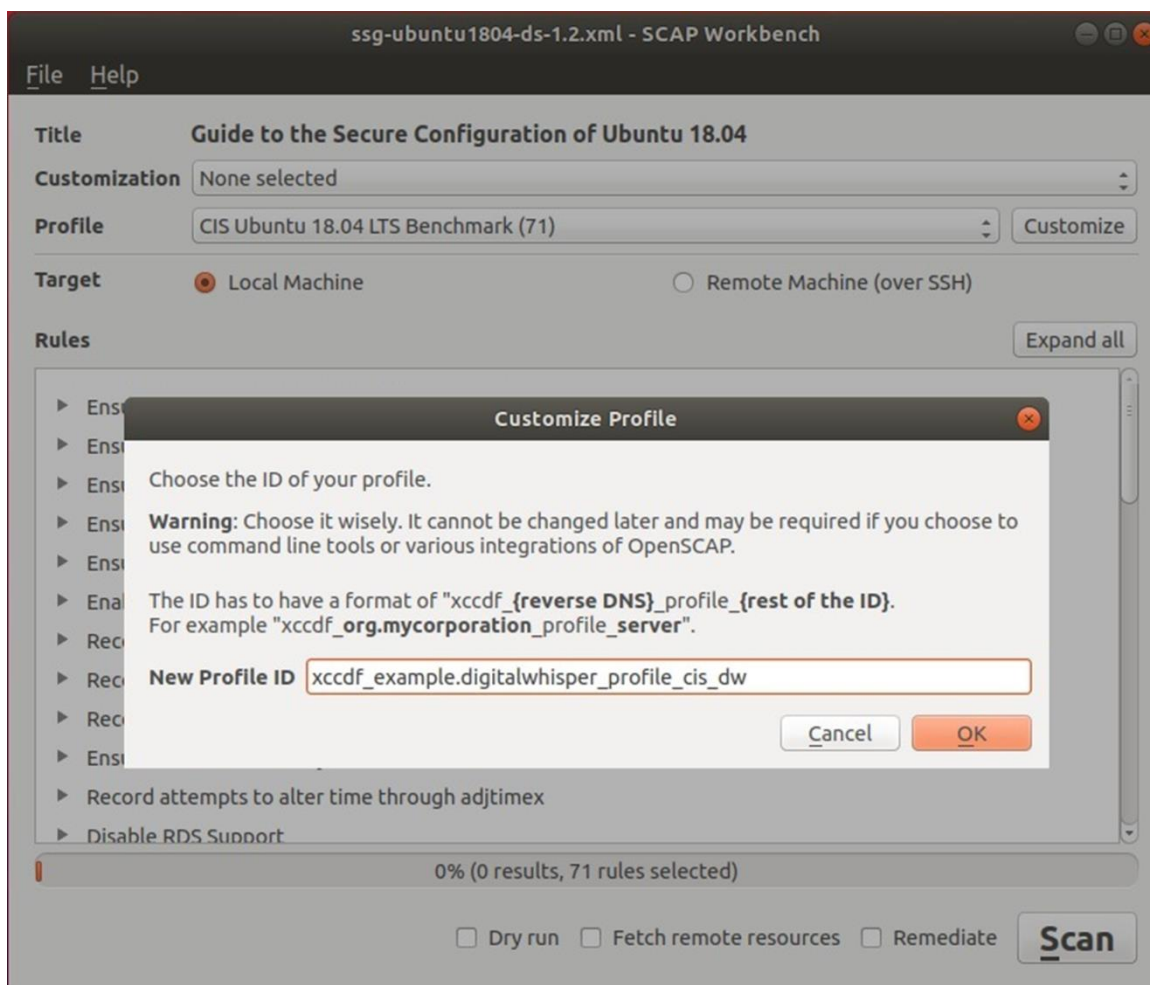 ssg-ubuntu1804-ds-1.2.xml - SCAP Workbench
File Help
Title Guide to the Secure Configuration of Ubuntu 18.04
Customization None selected
Profile CIS Ubuntu 18.04 LTS Benchmark (71) Customize
Target Local Machine Remote Machine (over SSH)
Rules Expand all
Customize Profile
Choose the ID of your profile.
Warning: Choose it wisely. It cannot be changed later and may be required if you choose to
use command line tools or various integrations of OpenSCAP.
The ID has to have a format of "xccdf_{reverse DNS}_profile_{rest of the ID}.
For example "xccdf_org.mycorporation_profile_server".
New Profile ID xccdf_example.digitalwhisper_profile_cis_dw
Cancel OK
Record attempts to alter time through adjtimex
Disable RDS Support
0% (0 results, 71 rules selected)
Dry run Fetch remote resources Remediate Scan